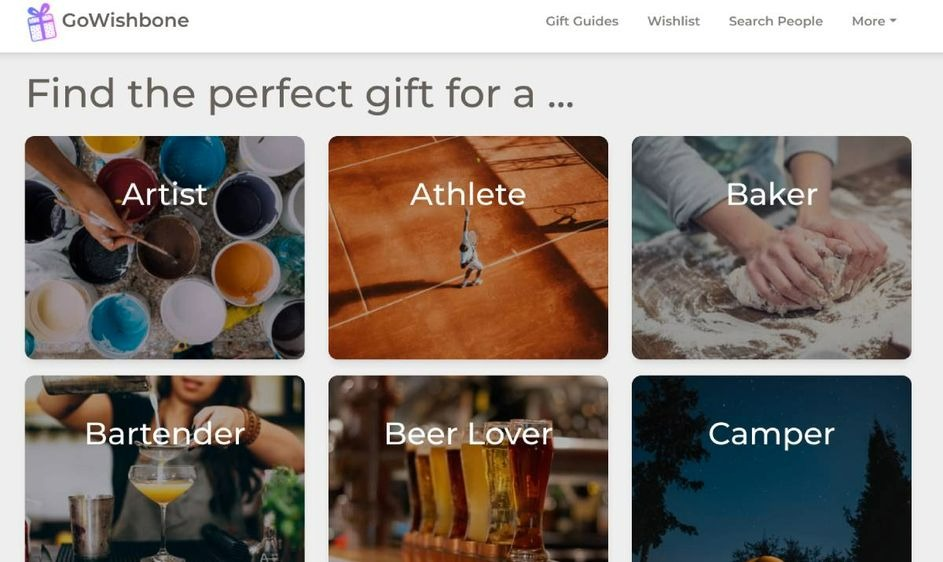 GoWishbone
Gift Guides
Wishlist
Search People
More
Find the perfect gift for a ...
Artist
Athlete
Baker
Bartender
Beer Lover
Camper